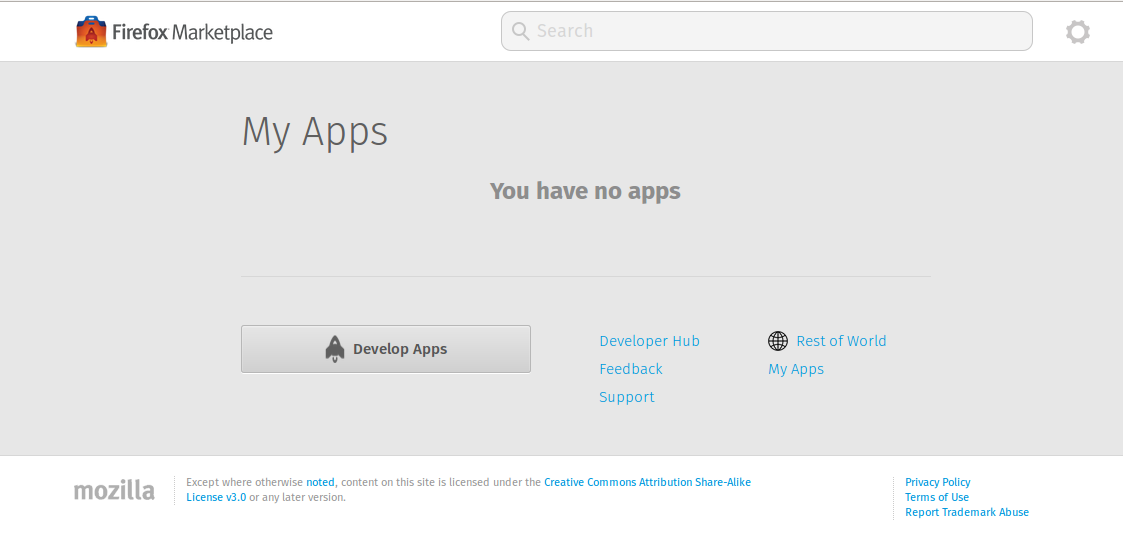 Firefox Marketplace
Search
My Apps
You have no apps
Develop Apps
Developer Hub
Rest of World
Feedback
My Apps
Support
mozilla
Except where otherwise noted, content on this site is licensed under the Creative Commons Attribution Share-Alike
License v3.0 or any later version.
Privacy Policy
Terms of Use
Report Trademark Abuse